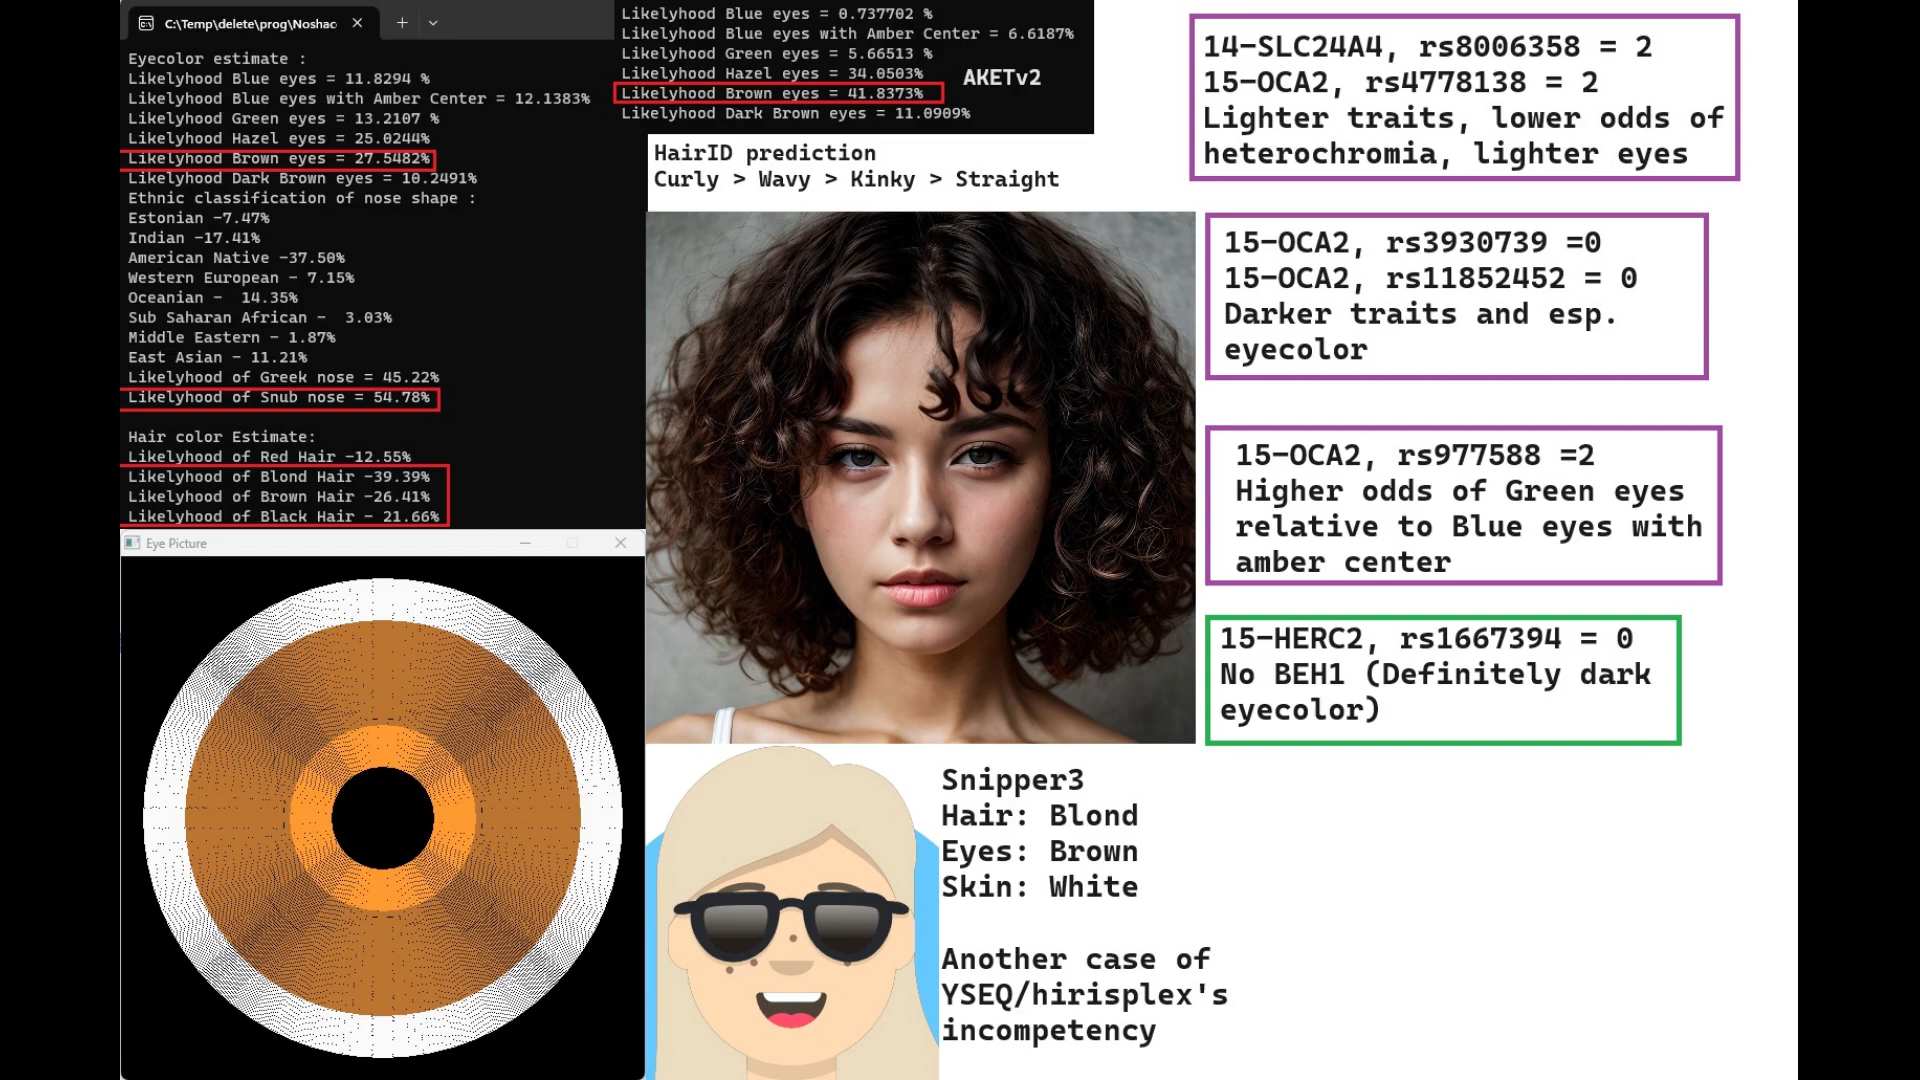 C:\Temp\delete\prog\Noshac
Eyecolor estimate :
Likelyhood Blue eyes = 11.8294 %
Likelyhood Blue eyes with Amber Center = 12.1383%
Likelyhood Green eyes = 13.2107 %
Likelyhood Hazel eyes = 25.0244%
Likelyhood Brown eyes = 27.5482%
Likelyhood Dark Brown eyes = 10.2491%
Ethnic classification of nose shape :
Estonian -7.47%
Indian -17.41%
American Native -37.50%
Western European - 7.15%
Oceanian -  14.35%
Sub Saharan African -  3.03%
Middle Eastern - 1.87%
East Asian - 11.21%
Likelyhood of Greek nose = 45.22%
Likelyhood of Snub nose = 54.78%
Hair color Estimate:
Likelyhood of Red Hair -12.55%
Likelyhood of Blond Hair -39.39%
Likelyhood of Brown Hair -26.41%
Likelyhood of Black Hair - 21.66%
Eye Picture
Likelyhood Blue eyes = 0.737702 %
Likelyhood Blue eyes with Amber Center = 6.6187%
Likelyhood Green eyes = 5.66513 %
Likelyhood Hazel eyes = 34.0503%
AKETv2
Likelyhood Brown eyes = 41.8373%
Likelyhood Dark Brown eyes = 11.0909%
HairID prediction
Curly > Wavy > Kinky > Straight
14-SLC24A4, rs8006358 = 2
15-OCA2, rs4778138 = 2
Lighter traits, lower odds of
heterochromia, lighter eyes
15-OCA2, rs3930739 =0
15-OCA2, rs11852452 = 0
Darker traits and esp.
eyecolor
15-OCA2, rs977588 =2
Higher odds of Green eyes
relative to Blue eyes with
amber center
15-HERC2, rs1667394 = 0
No BEH1 (Definitely dark
eyecolor)
Snipper3
Hair: Blond
Eyes: Brown
Skin: White
Another case of
YSEQ/hirisplex's
incompetency